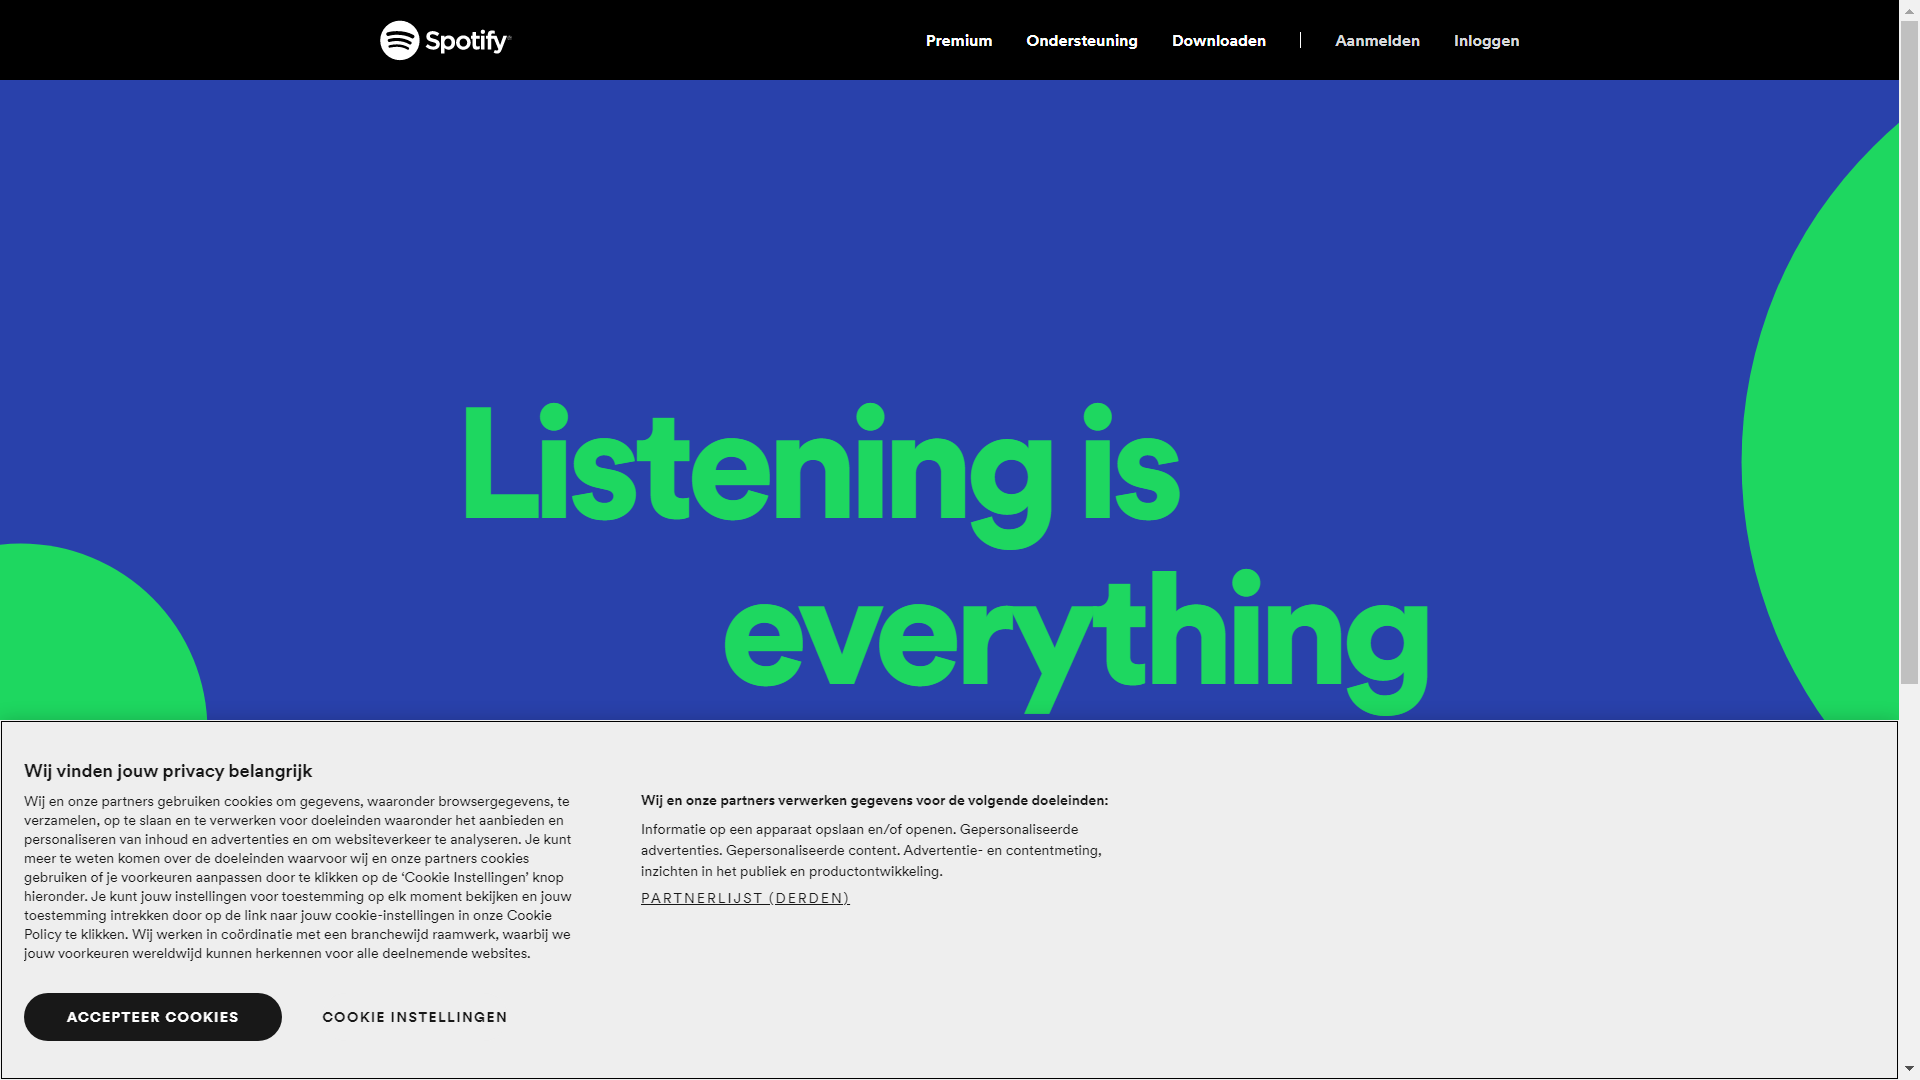 Spotify
Premium
Ondersteuning
Downloaden
Aanmelden
Inloggen
Listening is
everything
Wij vinden jouw privacy belangrijk
Wij en onze partners gebruiken cookies om gegevens, waaronder browsergegevens, te
verzamelen, op te slaan en te verwerken voor doeleinden waaronder het aanbieden en
personaliseren van inhoud en advertenties en om websiteverkeer te analyseren. Je kunt
meer te weten komen over de doeleinden waarvoor wij en onze partners cookies
gebruiken of je voorkeuren aanpassen door te klikken op de ‘Cookie Instellingen’ knop
hieronder. Je kunt jouw instellingen voor toestemming op elk moment bekijken en jouw
toestemming intrekken door op de link naar jouw cookie-instellingen in onze Cookie
Policy te klikken. Wij werken in coördinatie met een branchewijd raamwerk, waarbij we
jouw voorkeuren wereldwijd kunnen herkennen voor alle deelnemende websites.
Wij en onze partners verwerken gegevens voor de volgende doeleinden:
Informatie op een apparaat opslaan en/of openen. Gepersonaliseerde
advertenties. Gepersonaliseerde content. Advertentie- en contentmeting,
inzichten in het publiek en productontwikkeling.
PARTNERLIJST (DERDEN)
ACCEPTEER COOKIES
COOKIE INSTELLINGEN